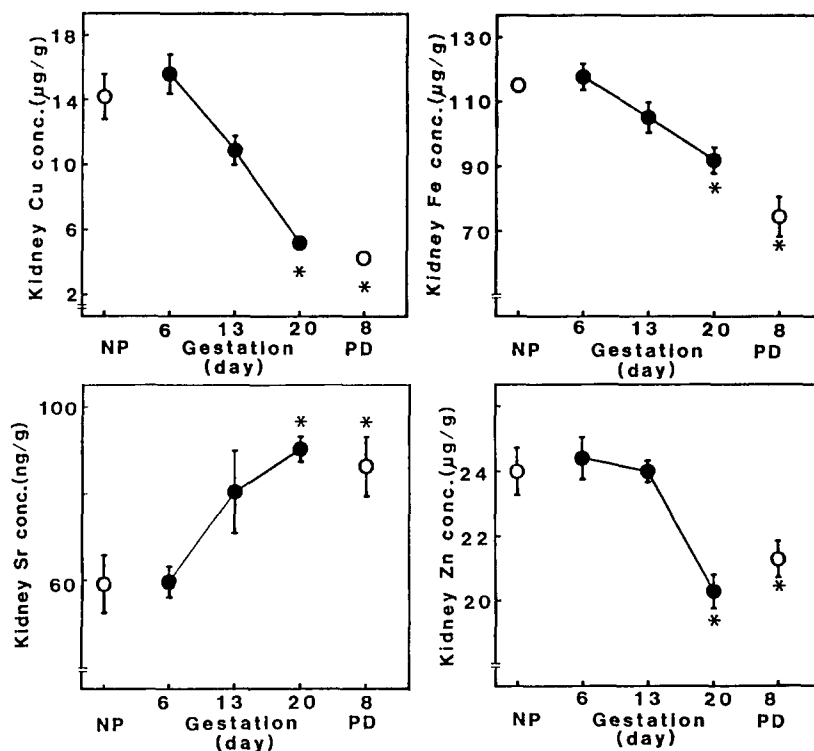 Kidney Cu conc.(µg/g)
18
14
10
6
2
*
*
6
13
20
8
NP
Gestation
PD
(day)
Kidney Fe conc.(µg/g)
130
110
90
70
*
*
6
13
20
8
NP
Gestation
PD
(day)
Kidney Sr conc.(ng/g)
100
60
*
*
6
13
20
8
NP
Gestation
PD
(day)
Kidney Zn conc.(µg/g)
24
22
20
*
*
6
13
20
8
NP
Gestation
PD
(day)